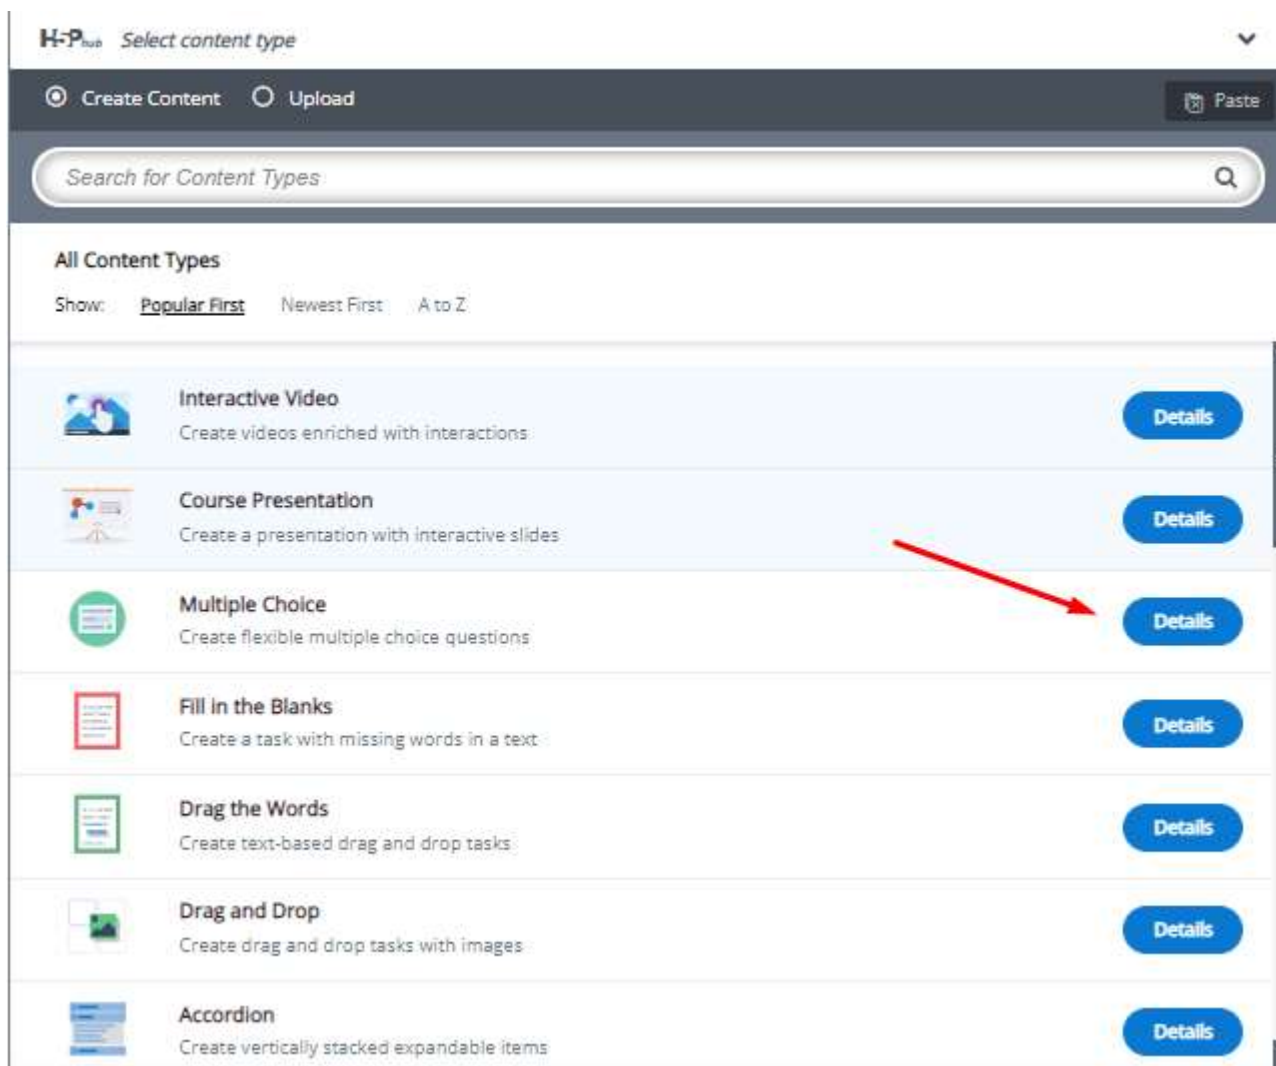 H5P hub Select content type
Create Content Upload Paste
Search for Content Types
All Content Types
Show: Popular First Newest First A to Z
Interactive Video
Create videos enriched with interactions
Details
Course Presentation
Create a presentation with interactive slides
Details
Multiple Choice
Create flexible multiple choice questions
Details
Fill in the Blanks
Create a task with missing words in a text
Details
Drag the Words
Create text-based drag and drop tasks
Details
Drag and Drop
Create drag and drop tasks with images
Details
Accordion
Create vertically stacked expandable items
Details